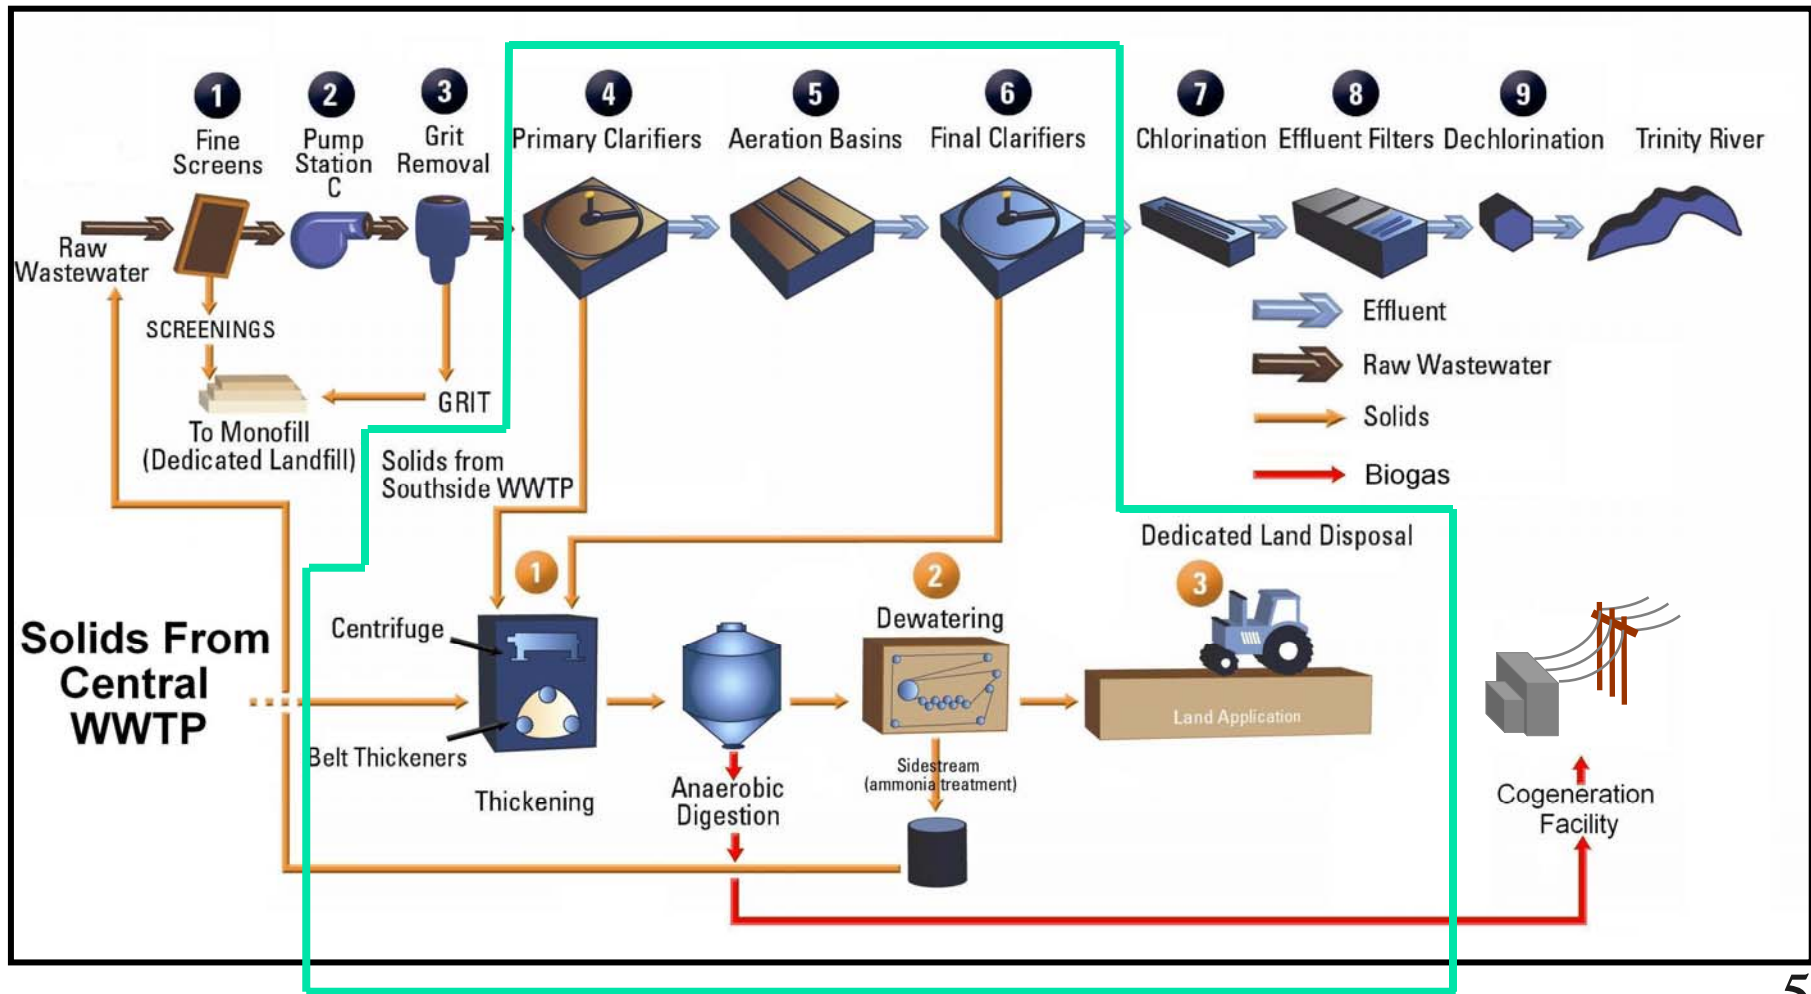 1
Fine
Screens
2
Pump
Station
C
3
Grit
Removal
4
Primary Clarifiers
5
Aeration Basins
6
Final Clarifiers
7
Chlorination
8
Effluent Filters
9
Dechlorination
Trinity River
Raw
Wastewater
SCREENINGS
GRIT
To Monofill
(Dedicated Landfill)
Effluent
Raw Wastewater
Solids
Biogas
Solids from
Southside WWTP
Solids From
Central
WWTP
1
Centrifuge
Belt Thickeners
Thickening
Anaerobic
Digestion
2
Dewatering
Sidestream
(ammonia treatment)
Dedicated Land Disposal
3
Land Application
Cogeneration
Facility
5